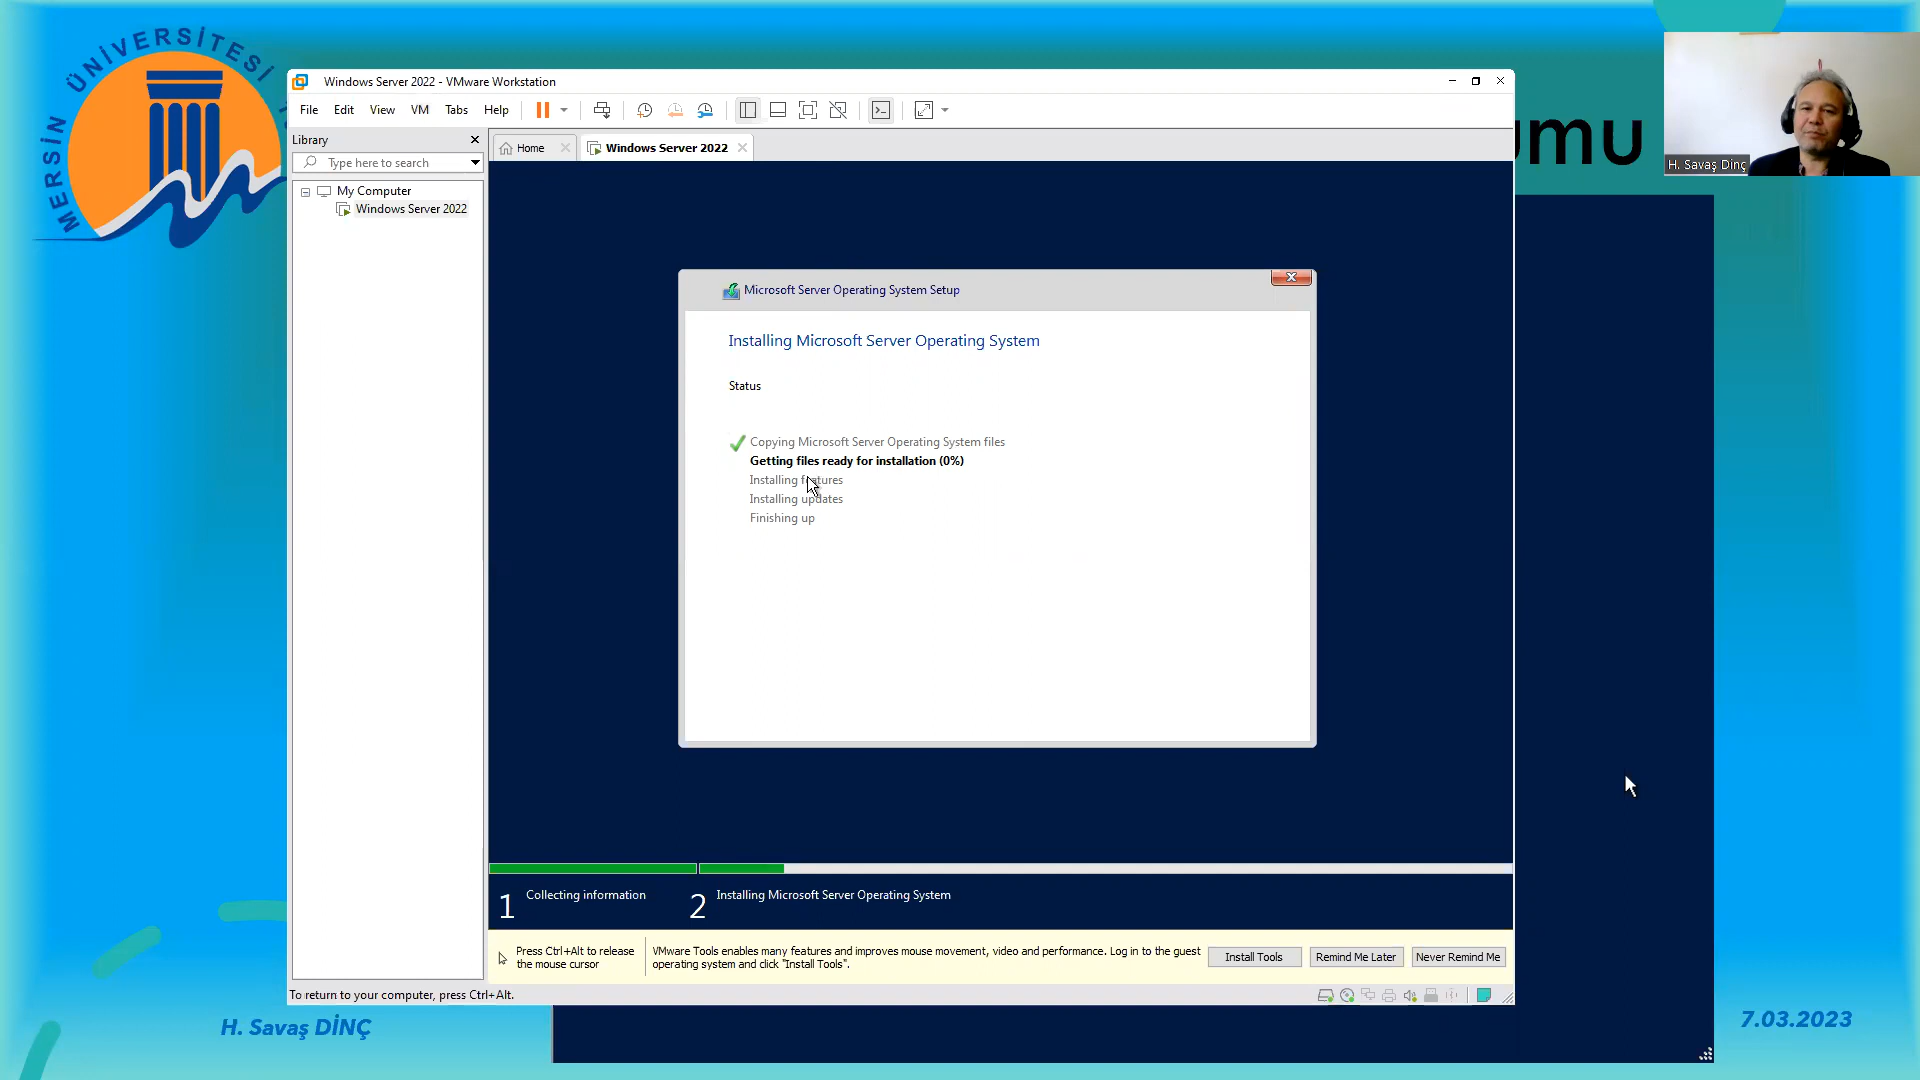 MERSİN ÜNİVERSİTESİ
umu
H. Savaş Dinç
Windows Server 2022 - VMware Workstation
File Edit View VM Tabs Help
Library
Type here to search
My Computer
Windows Server 2022
Home
Windows Server 2022
Microsoft Server Operating System Setup
Installing Microsoft Server Operating System
Status
Copying Microsoft Server Operating System files
Getting files ready for installation (0%)
Installing features
Installing updates
Finishing up
1 Collecting information
2 Installing Microsoft Server Operating System
Press Ctrl+Alt to release
the mouse cursor
VMware Tools enables many features and improves mouse movement, video and performance. Log in to the guest
operating system and click "Install Tools".
Install Tools
Remind Me Later
Never Remind Me
To return to your computer, press Ctrl+Alt.
H. Savaş DİNÇ
7.03.2023